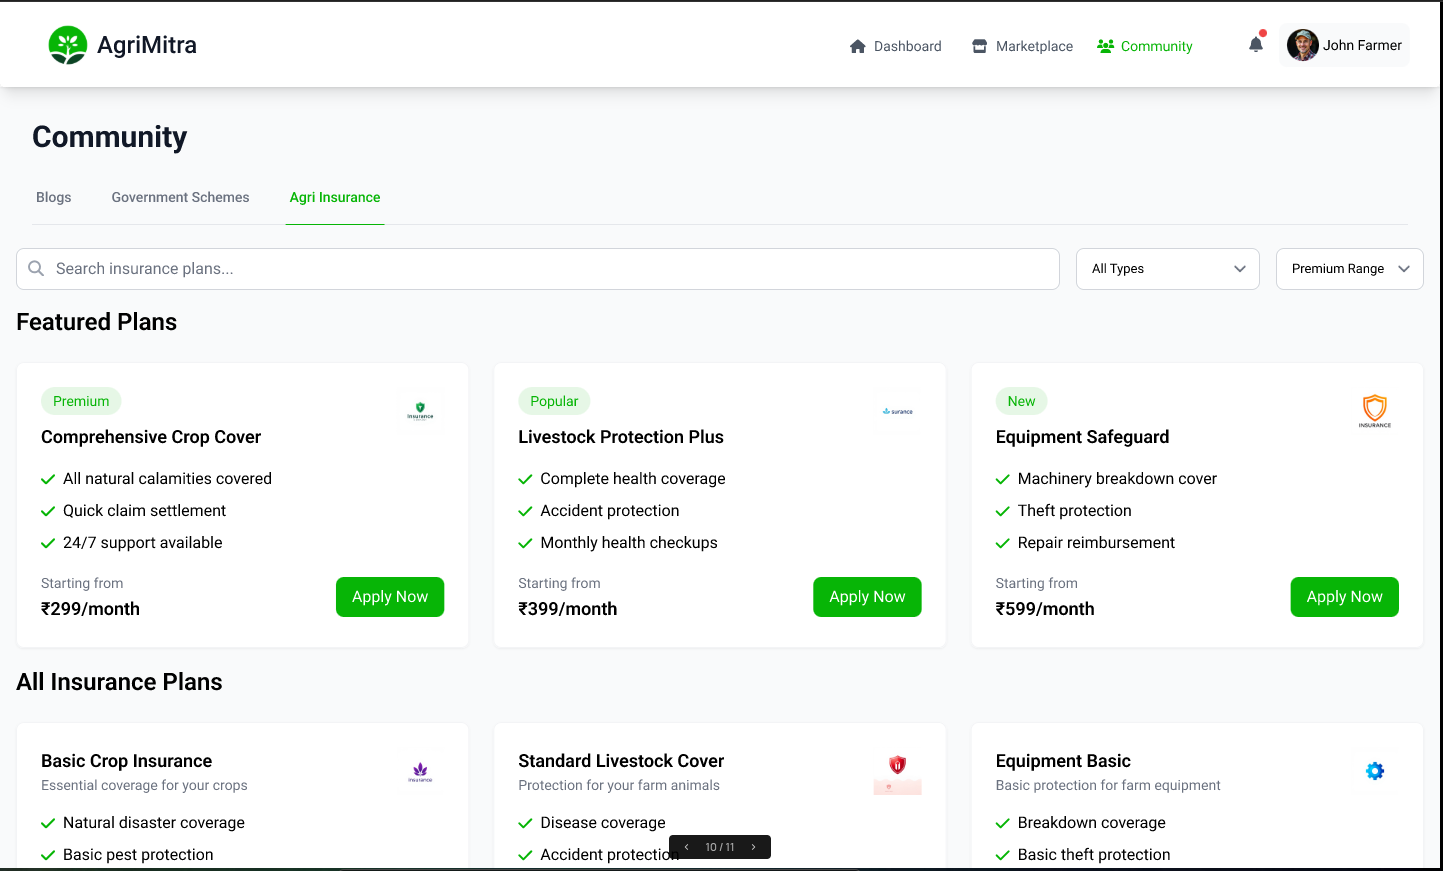 AgriMitra
Dashboard
Marketplace
Community
John Farmer
Community
Blogs
Government Schemes
Agri Insurance
Search insurance plans...
All Types
Premium Range
Featured Plans
Premium
Insurance
Comprehensive Crop Cover
All natural calamities covered
Quick claim settlement
24/7 support available
Starting from
₹299/month
Apply Now
Popular
surance
Livestock Protection Plus
Complete health coverage
Accident protection
Monthly health checkups
Starting from
₹399/month
Apply Now
New
INSURANCE
Equipment Safeguard
Machinery breakdown cover
Theft protection
Repair reimbursement
Starting from
₹599/month
Apply Now
All Insurance Plans
Basic Crop Insurance
Essential coverage for your crops
insurance
Natural disaster coverage
Basic pest protection
Standard Livestock Cover
Protection for your farm animals
Disease coverage
Accident protection
Equipment Basic
Basic protection for farm equipment
Breakdown coverage
Basic theft protection
10 / 11